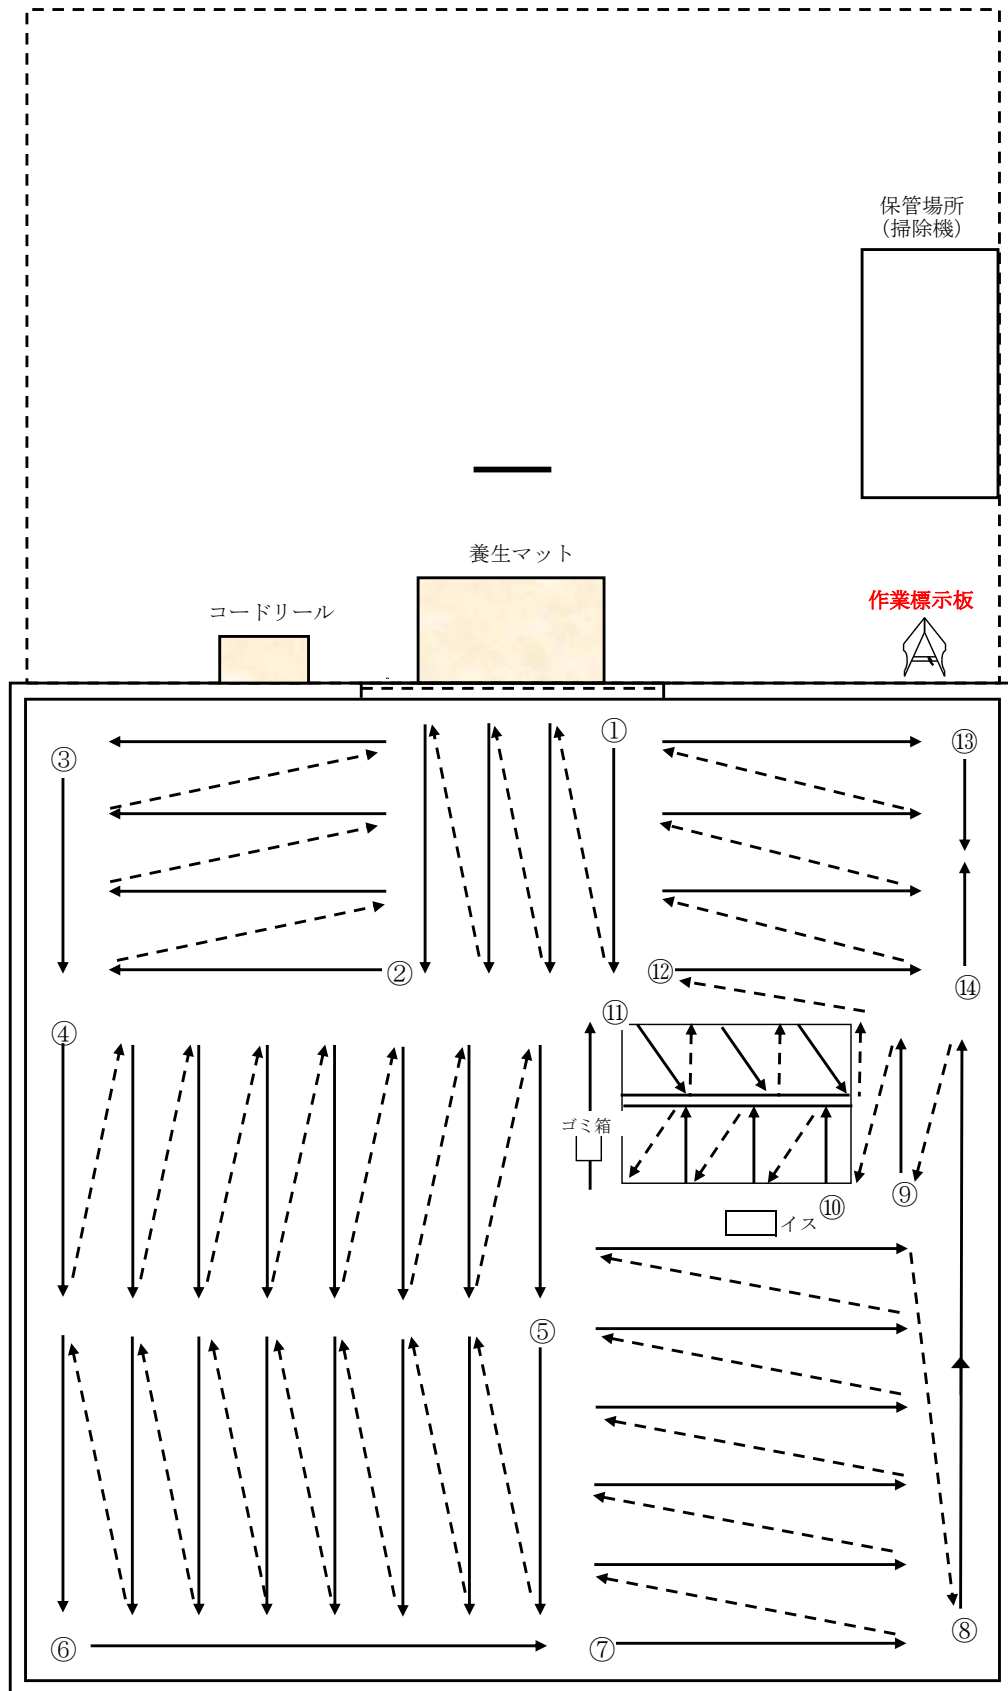 保管場所
(掃除機)
養生マット
作業標示板
コードリール
①
③
⑬
②
⑫
⑭
⑪
④
ゴミ箱
⑨
⑩
イス
⑤
⑧
⑥
⑦